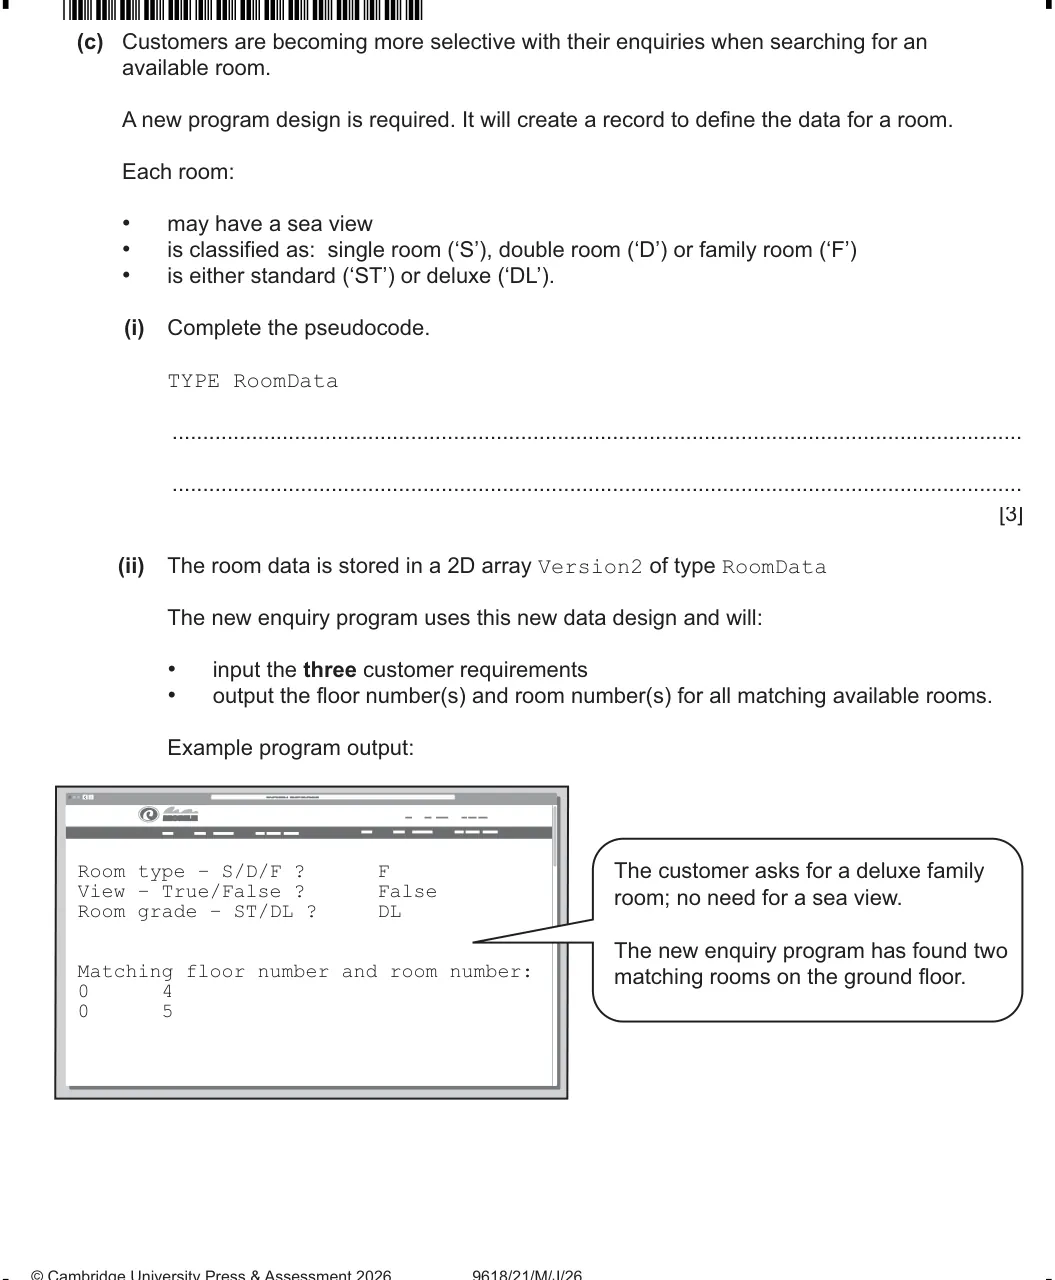 (c) Customers are becoming more selective with their enquiries when searching for an
available room.
A new program design is required. It will create a record to define the data for a room.
Each room:
• may have a sea view
• is classified as: single room (‘S’), double room (‘D’) or family room (‘F’)
• is either standard (‘ST’) or deluxe (‘DL’).
(i) Complete the pseudocode.
TYPE RoomData
[3]
(ii) The room data is stored in a 2D array Version2 of type RoomData
The new enquiry program uses this new data design and will:
• input the three customer requirements
• output the floor number(s) and room number(s) for all matching available rooms.
Example program output:
Room type – S/D/F ? F
View – True/False ? False
Room grade – ST/DL ? DL
Matching floor number and room number:
0 4
0 5
The customer asks for a deluxe family
room; no need for a sea view.
The new enquiry program has found two
matching rooms on the ground floor.
© Cambridge University Press & Assessment 2026 9618/21/M/J/26